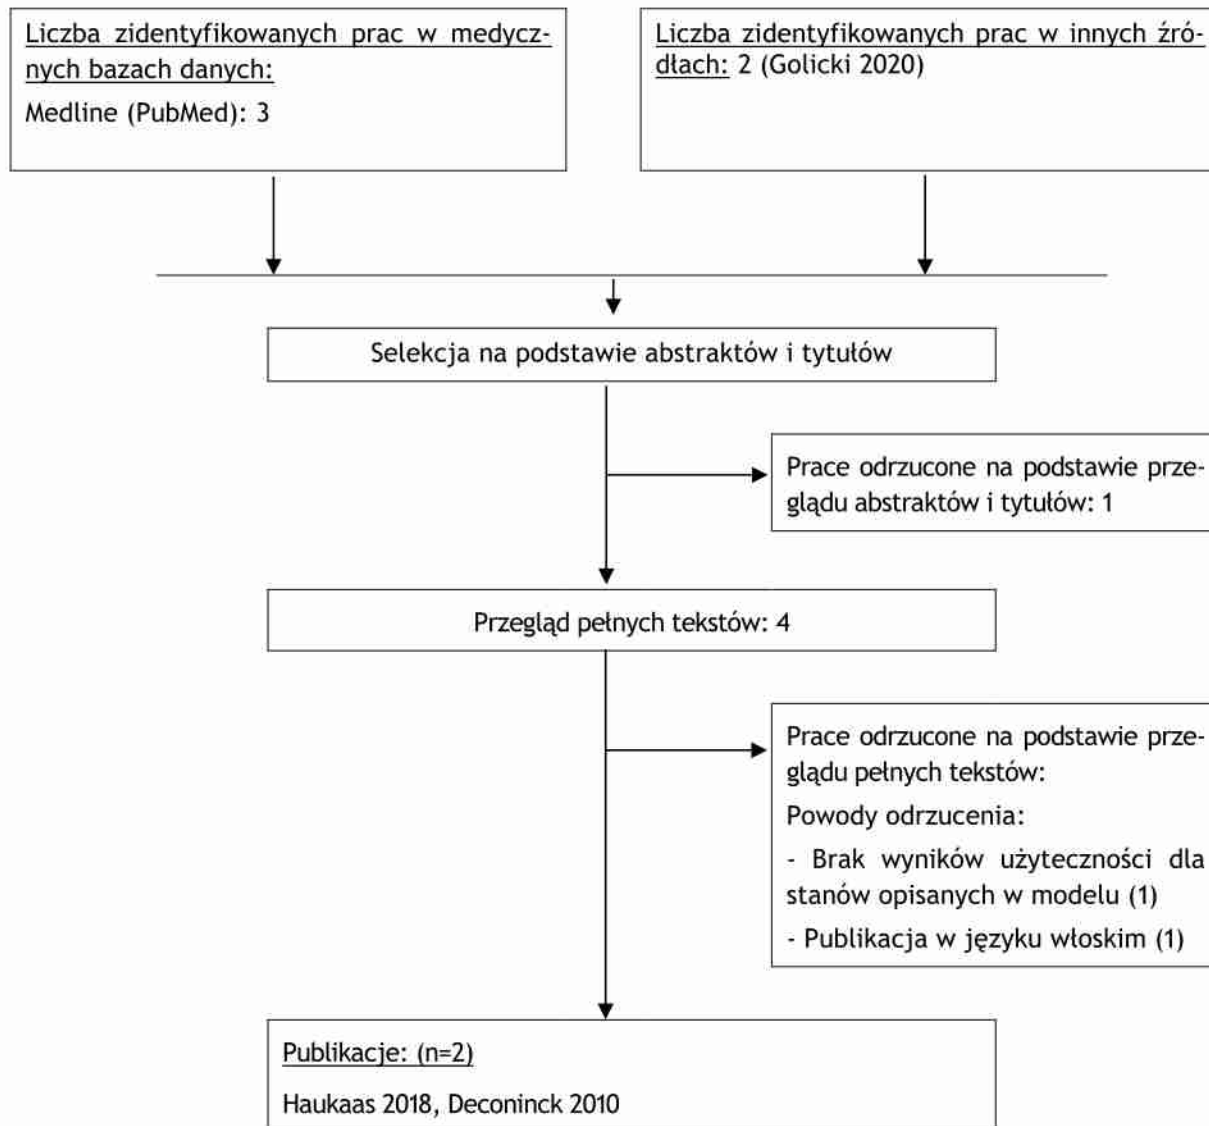 Liczba zidentyfikowanych prac w medycz-
nych bazach danych:
Medline (PubMed): 3
Liczba zidentyfikowanych prac w innych źró-
dłach: 2 (Golicki 2020)
Selekcja na podstawie abstraktów i tytułów
Prace odrzucone na podstawie prze-
glądu abstraktów i tytułów: 1
Przegląd pełnych tekstów: 4
Prace odrzucone na podstawie prze-
glądu pełnych tekstów:
Powody odrzucenia:
- Brak wyników użyteczności dla
stanów opisanych w modelu (1)
- Publikacja w języku włoskim (1)
Publikacje: (n=2)
Haukaas 2018, Deconinck 2010